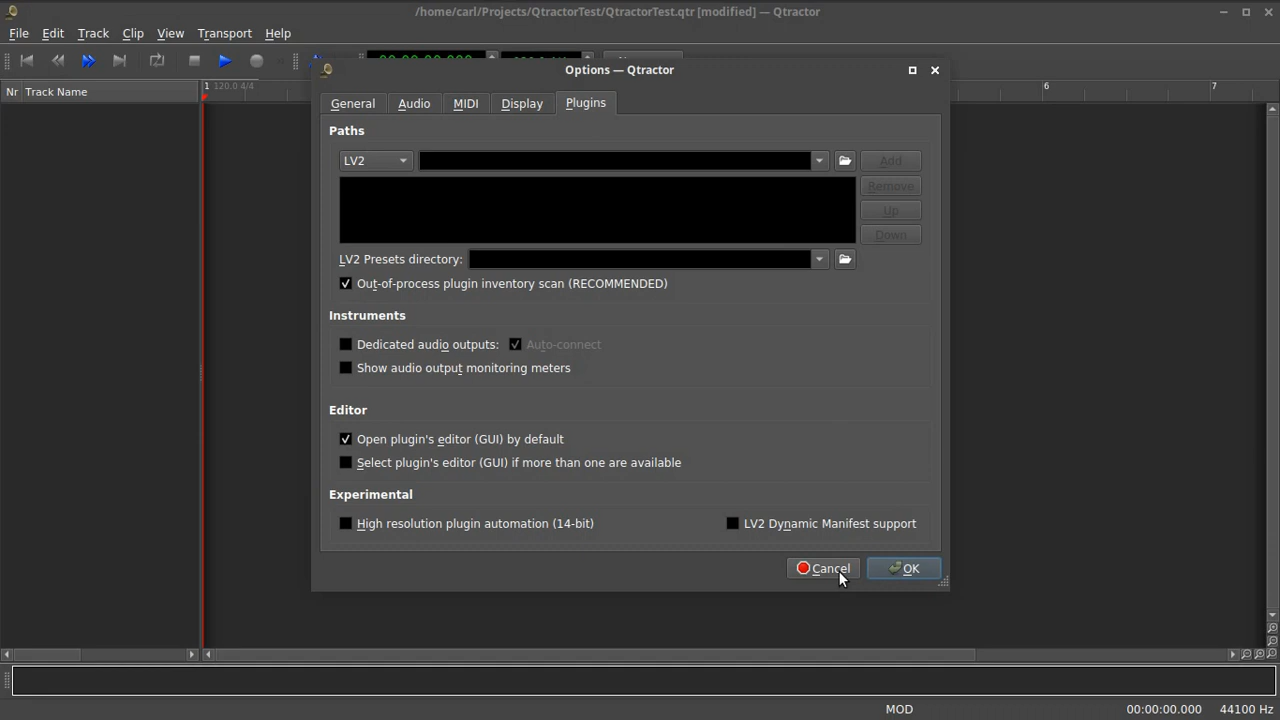 /home/carl/Projects/QtractorTest/QtractorTest.qtr [modified] — Qtractor
File Edit Track Clip View Transport Help
Options — Qtractor
Nr Track Name
1 120.0 4/4
6
7
General Audio MIDI Display Plugins
Paths
LV2
Add
Remove
Up
Down
LV2 Presets directory:
Out-of-process plugin inventory scan (RECOMMENDED)
Instruments
Dedicated audio outputs: Auto-connect
Show audio output monitoring meters
Editor
Open plugin's editor (GUI) by default
Select plugin's editor (GUI) if more than one are available
Experimental
High resolution plugin automation (14-bit) LV2 Dynamic Manifest support
Cancel OK
MOD 00:00:00.000 44100 Hz